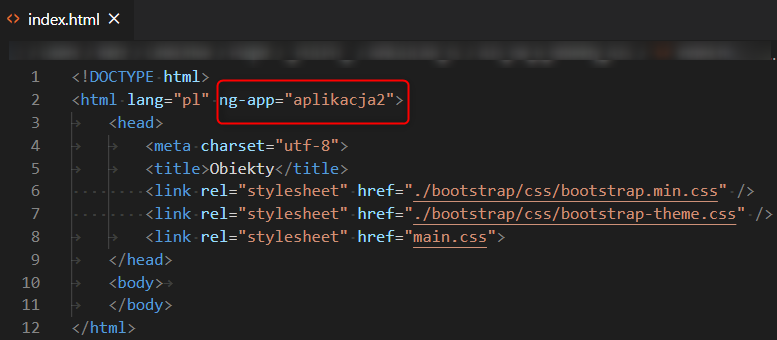 index.html
1 <!DOCTYPE html>
2 <html lang="pl" ng-app="aplikacja2">
3 <head>
4 <meta charset="utf-8">
5 <title>Obiekty</title>
6 <link rel="stylesheet" href="./bootstrap/css/bootstrap.min.css" />
7 <link rel="stylesheet" href="./bootstrap/css/bootstrap-theme.css" />
8 <link rel="stylesheet" href="main.css">
9 </head>
10 <body>
11 </body>
12 </html>